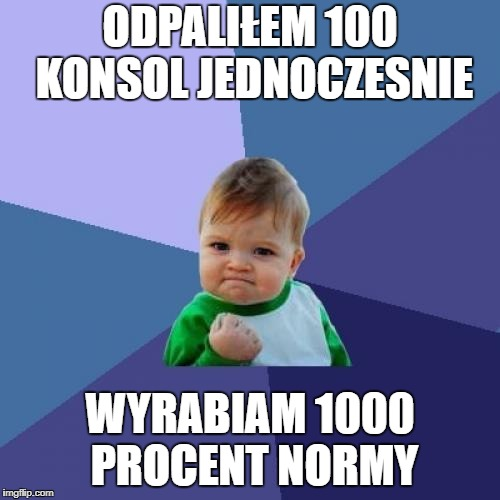 ODPALIŁEM 100
KONSOL JEDNOCZESNIE
WYRABIAM 1000
PROCENT NORMY
imgflip.com